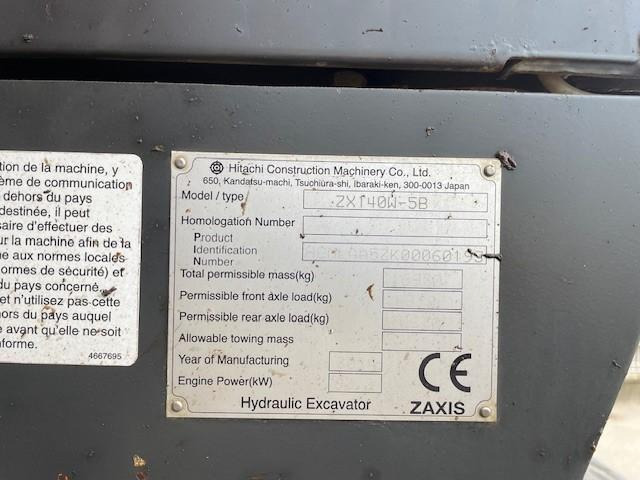 tion de la machine, y
ème de communication
dehors du pays
destinée, il peut
saire d'effectuer des
ur la machine afin de la
ne aux normes locales
ormes de sécurité) et
du pays concerné.
et n'utilisez pas cette
hors du pays auquel
e avant qu'elle ne soit
nforme.
4667695
Hitachi Construction Machinery Co., Ltd.
650, Kandatsu-machi, Tsuchiura-shi, Ibaraki-ken, 300-0013 Japan
Model / type ZX140W-5B
Homologation Number
Product
Identification
Number
Total permissible mass(kg)
Permissible front axle load(kg)
Permissible rear axle load(kg)
Allowable towing mass
Year of Manufacturing
Engine Power(kW)
CE
Hydraulic Excavator ZAXIS